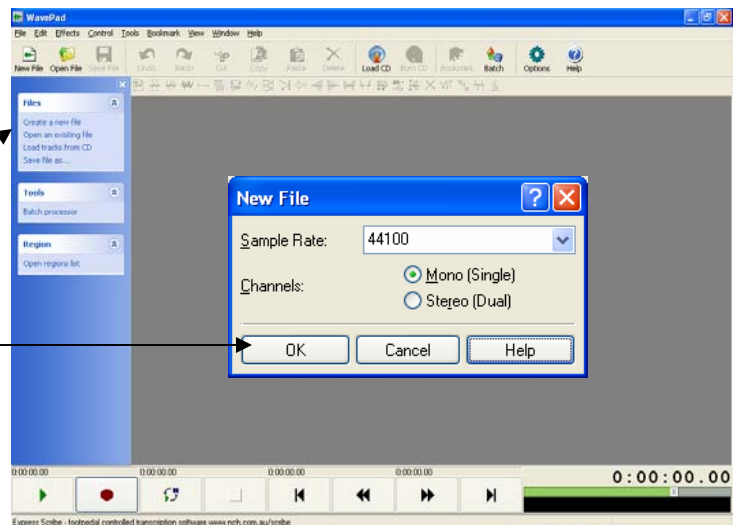 WavePad
File Edit Effects Control Tools Bookmark View Window Help
New File Open File Save File Undo Redo Cut Copy Paste Delete Load CD Burn CD Bookmark Batch Options Help
Files
Create a new file
Open an existing file
Load tracks from CD
Save file as...
Tools
Batch processor
Region
Open regions list
New File
Sample Rate: 44100
Channels:
Mono (Single)
Stereo (Dual)
OK Cancel Help
0:00:00.00 0:00:00.00 0:00:00.00 0:00:00.00
0:00:00.00
Express Scribe - footpedal controlled transcription software www.nch.com.au/scribe